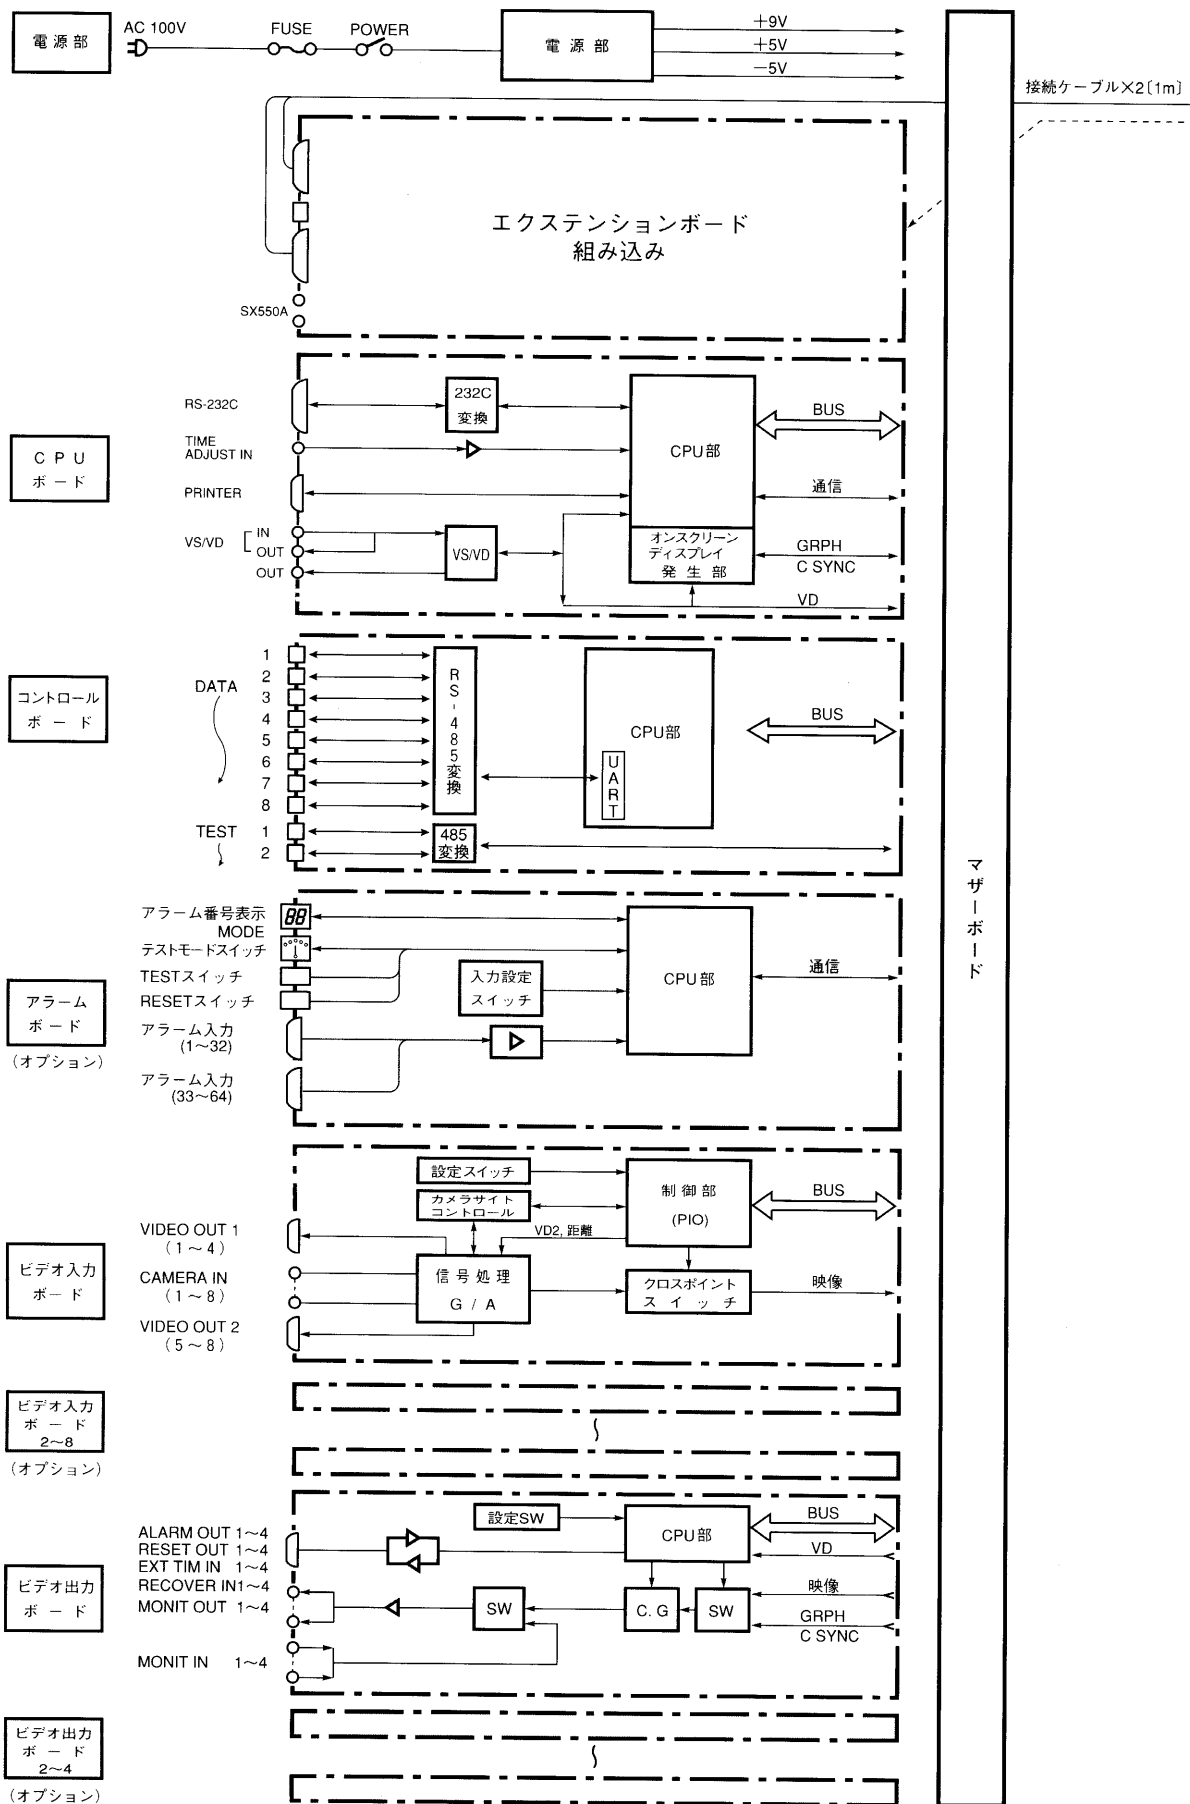 電源部
AC 100V
FUSE
POWER
電源部
+9V
+5V
−5V
接続ケーブル×2〔1m〕
エクステンションボード
組み込み
SX550A
CPU
ボード
RS-232C
TIME
ADJUST IN
PRINTER
VS/VD
IN
OUT
OUT
232C
変換
VS/VD
CPU部
オンスクリーン
ディスプレイ
発生部
BUS
通信
GRPH
C SYNC
VD
コントロール
ボード
DATA
1
2
3
4
5
6
7
8
TEST
1
2
RS-485変換
485
変換
CPU部
UART
BUS
マザーボード
アラーム
ボード
(オプション)
アラーム番号表示
MODE
テストモードスイッチ
TESTスイッチ
RESETスイッチ
アラーム入力
(1〜32)
アラーム入力
(33〜64)
88
入力設定
スイッチ
CPU部
通信
ビデオ入力
ボード
VIDEO OUT 1
(1〜4)
CAMERA IN
(1〜8)
VIDEO OUT 2
(5〜8)
設定スイッチ
カメラサイト
コントロール
VD2, 距離
信号処理
G / A
制御部
(PIO)
クロスポイント
スイッチ
BUS
映像
ビデオ入力
ボード
2〜8
(オプション)
ビデオ出力
ボード
ALARM OUT 1〜4
RESET OUT 1〜4
EXT TIM IN 1〜4
RECOVER IN1〜4
MONIT OUT 1〜4
MONIT IN 1〜4
設定SW
CPU部
SW
C. G
SW
BUS
VD
映像
GRPH
C SYNC
ビデオ出力
ボード
2〜4
(オプション)